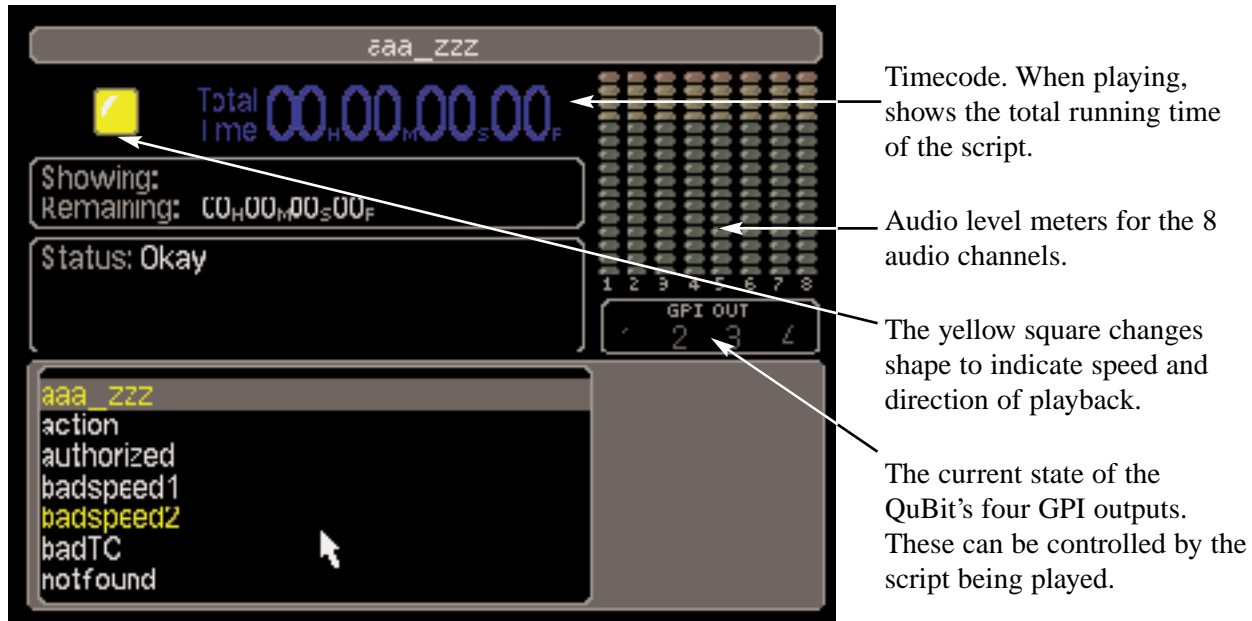 aaa_zzz
Total
Time 00H00M00S00F
Showing:
Remaining: 00H00M00S00F
Status: Okay
1 2 3 4 5 6 7 8
GPI OUT
1 2 3 4
aaa_zzz
action
authorized
badspeed1
badspeed2
badTC
notfound
Timecode. When playing,
shows the total running time
of the script.
Audio level meters for the 8
audio channels.
The yellow square changes
shape to indicate speed and
direction of playback.
The current state of the
QuBit’s four GPI outputs.
These can be controlled by the
script being played.